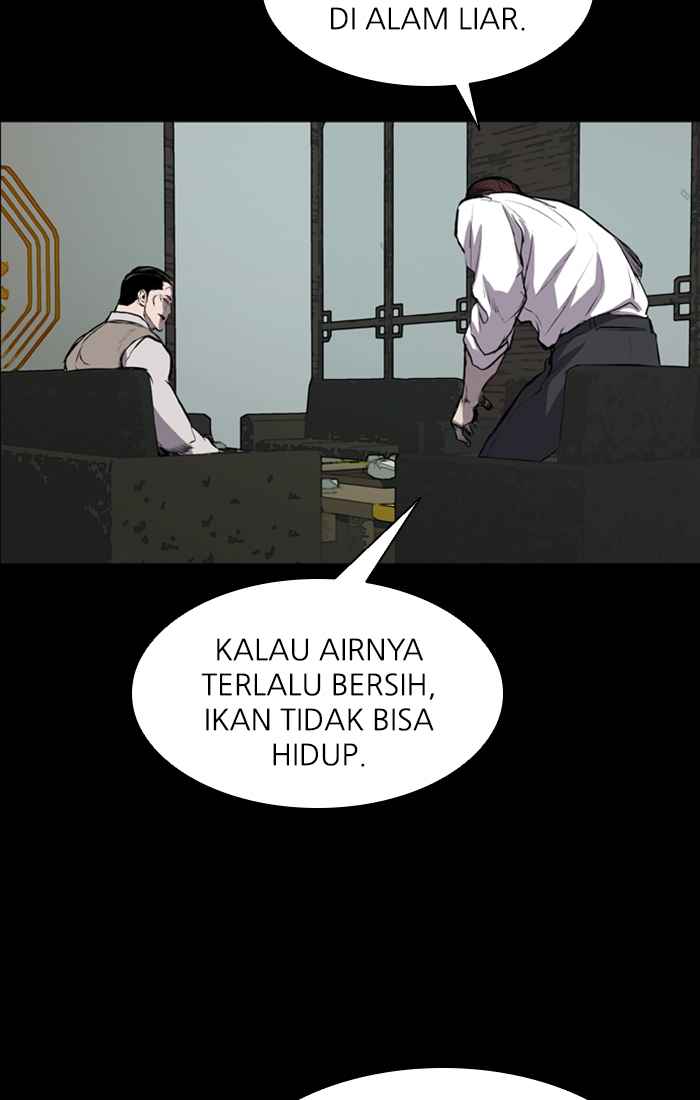 DI ALAM LIAR.
KALAU AIRNYA
TERLALU BERSIH,
IKAN TIDAK BISA
HIDUP.